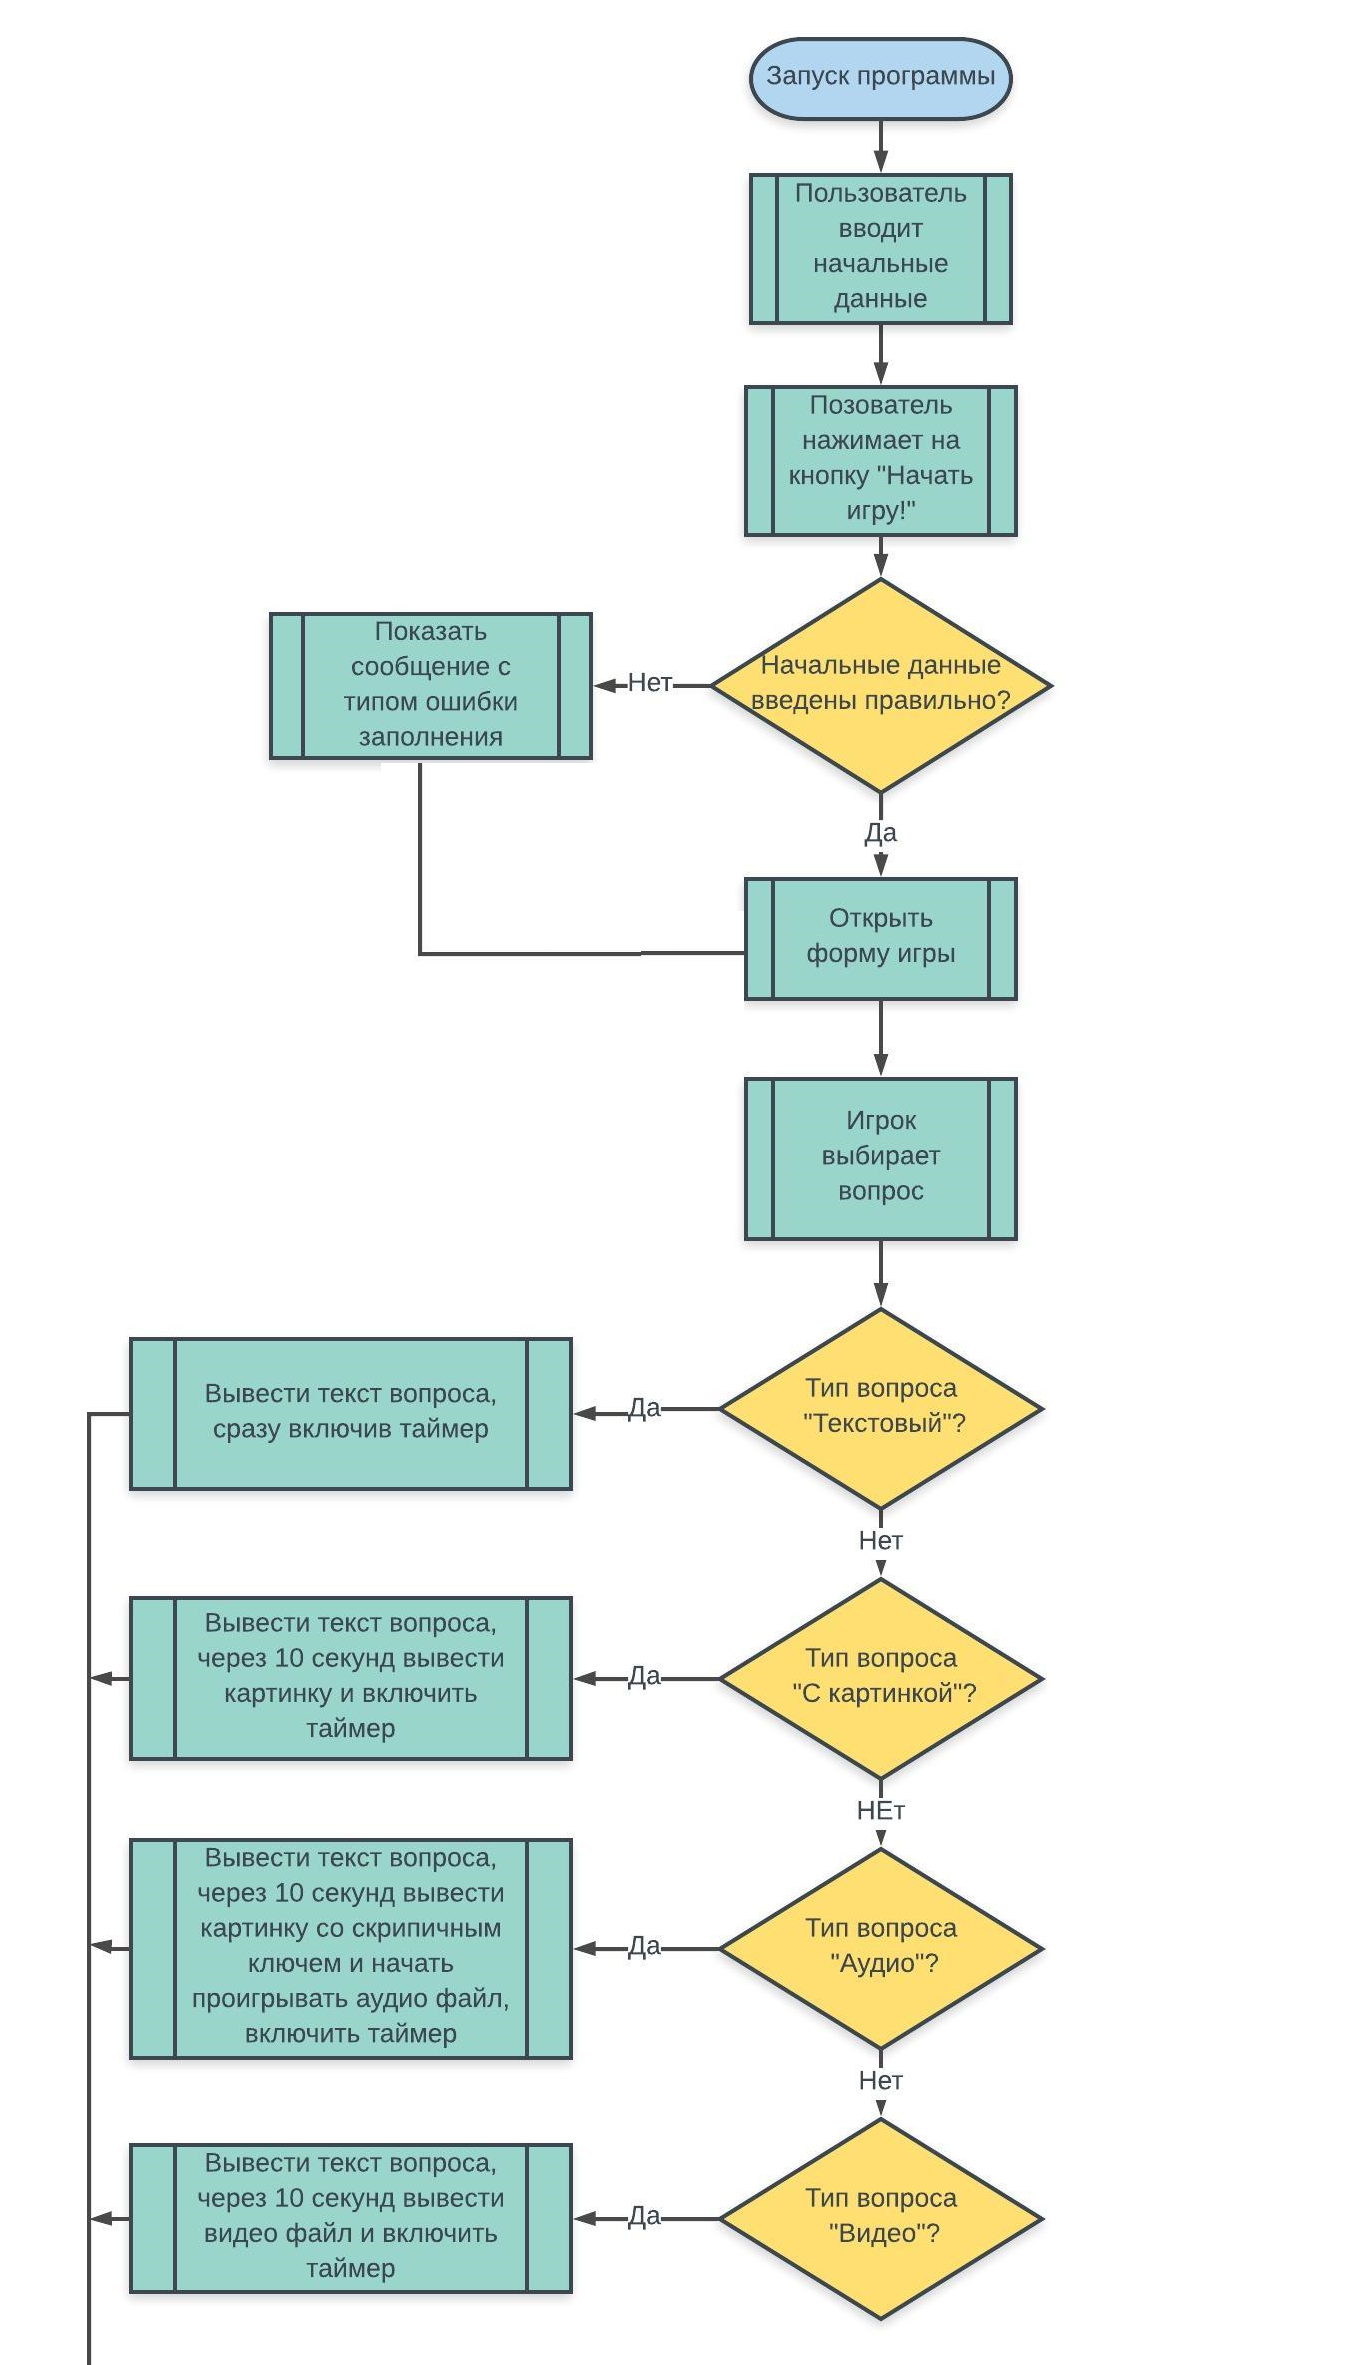 Запуск программы
Пользователь
вводит
начальные
данные
Позователь
нажимает на
кнопку "Начать
игру!"
Начальные данные
введены правильно?
Нет
Показать
сообщение с
типом ошибки
заполнения
Да
Открыть
форму игры
Игрок
выбирает
вопрос
Тип вопроса
"Текстовый"?
Да
Вывести текст вопроса,
сразу включив таймер
Нет
Тип вопроса
"С картинкой"?
Да
Вывести текст вопроса,
через 10 секунд вывести
картинку и включить
таймер
НЕт
Тип вопроса
"Аудио"?
Да
Вывести текст вопроса,
через 10 секунд вывести
картинку со скрипичным
ключем и начать
проигрывать аудио файл,
включить таймер
Нет
Тип вопроса
"Видео"?
Да
Вывести текст вопроса,
через 10 секунд вывести
видео файл и включить
таймер